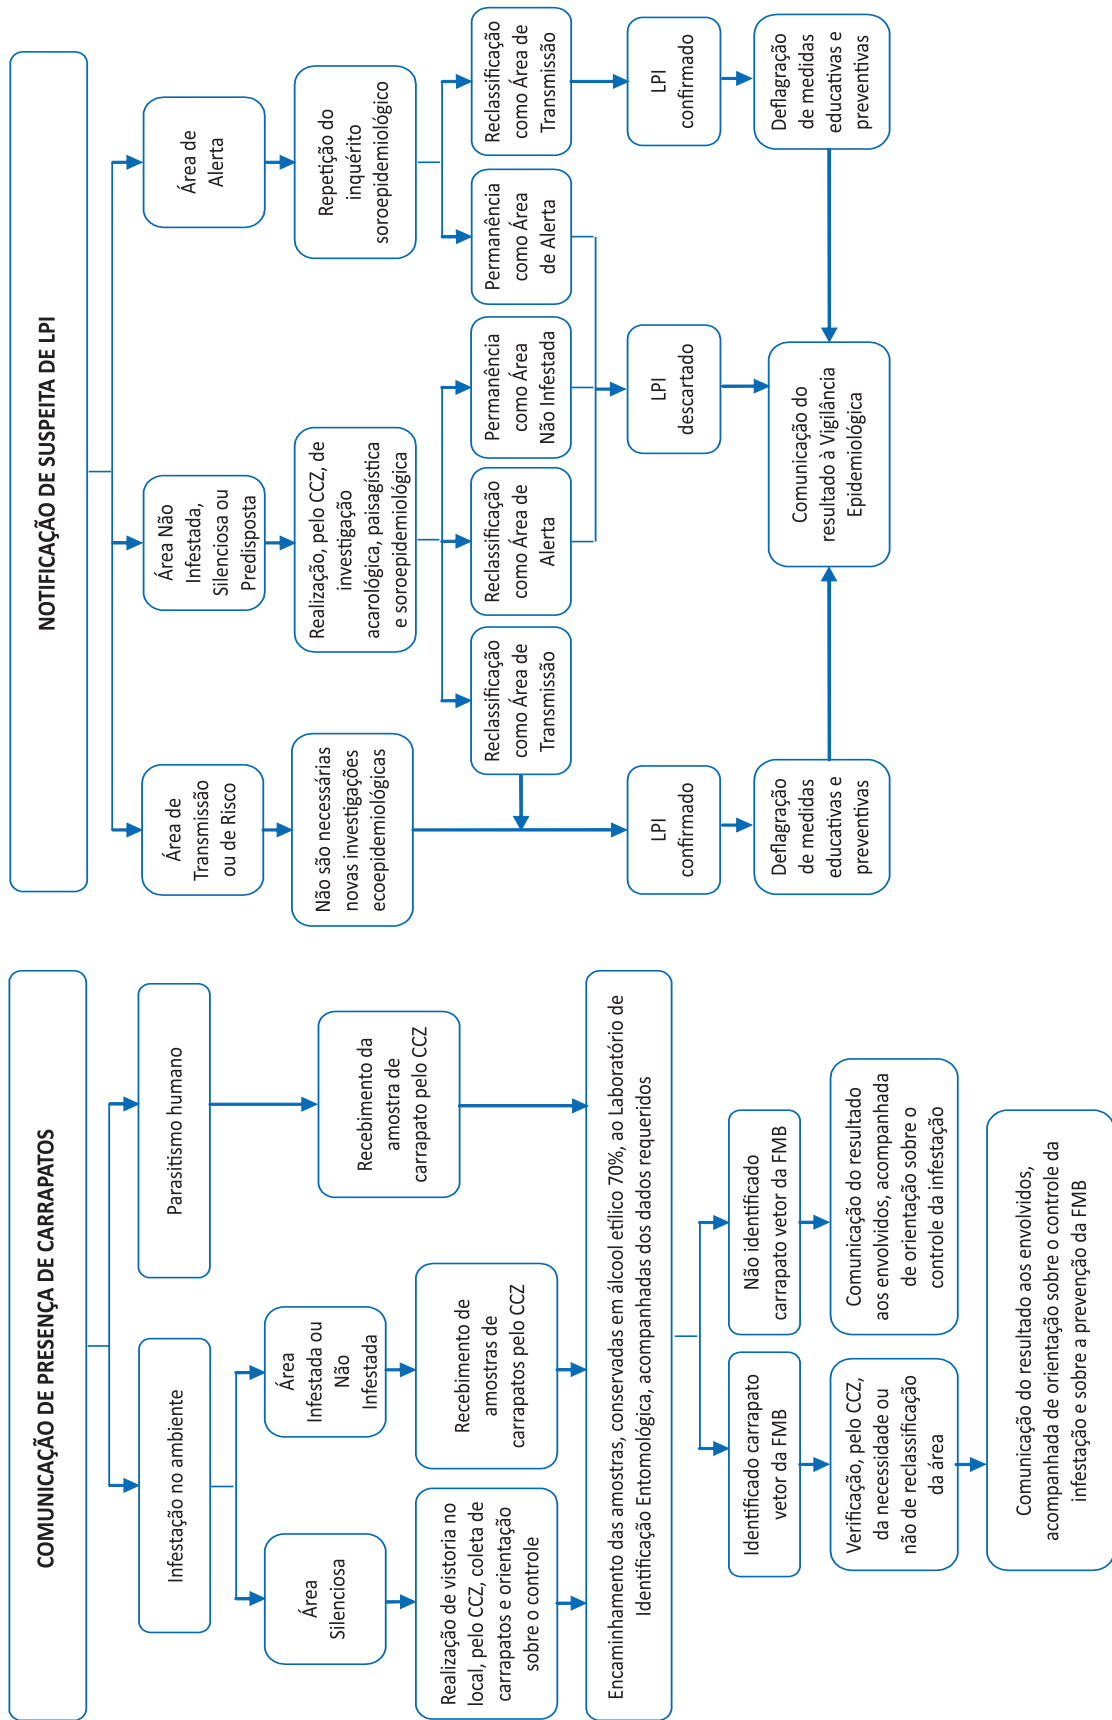 COMUNICAÇÃO DE PRESENÇA DE CARRAPATOS
Infestação no ambiente
Parasitismo humano
Área
Silenciosa
Área
Infestada ou
Não
Infestada
Realização de vistoria no
local, pelo CCZ, coleta de
carrapatos e orientação
sobre o controle
Recebimento de
amostras de
carrapatos pelo CCZ
Recebimento da
amostra de
carrapato pelo CCZ
Encaminhamento das amostras, conservadas em álcool etílico 70%, ao Laboratório de
Identificação Entomológica, acompanhadas dos dados requeridos
Identificado carrapato
vetor da FMB
Não identificado
carrapato vetor da FMB
Verificação, pelo CCZ,
da necessidade ou
não de reclassificação
da área
Comunicação do resultado
aos envolvidos, acompanhada
de orientação sobre o
controle da infestação
Comunicação do resultado aos envolvidos,
acompanhada de orientação sobre o controle da
infestação e sobre a prevenção da FMB
NOTIFICAÇÃO DE SUSPEITA DE LPI
Área de
Transmissão
ou de Risco
Área Não
Infestada,
Silenciosa ou
Predisposta
Área de
Alerta
Não são necessárias
novas investigações
ecoepidemiológicas
Realização, pelo CCZ, de
investigação
acarológica, paisagística
e soroepidemiológica
Repetição do
inquérito
soroepidemiológico
Reclassificação
como Área de
Transmissão
Reclassificação
como Área de
Alerta
Permanência
como Área
Não Infestada
Permanência
como Área
de Alerta
Reclassificação
como Área de
Transmissão
LPI
confirmado
LPI
descartado
LPI
confirmado
Deflagração
de medidas
educativas e
preventivas
Comunicação do
resultado à Vigilância
Epidemiológica
Deflagração
de medidas
educativas e
preventivas